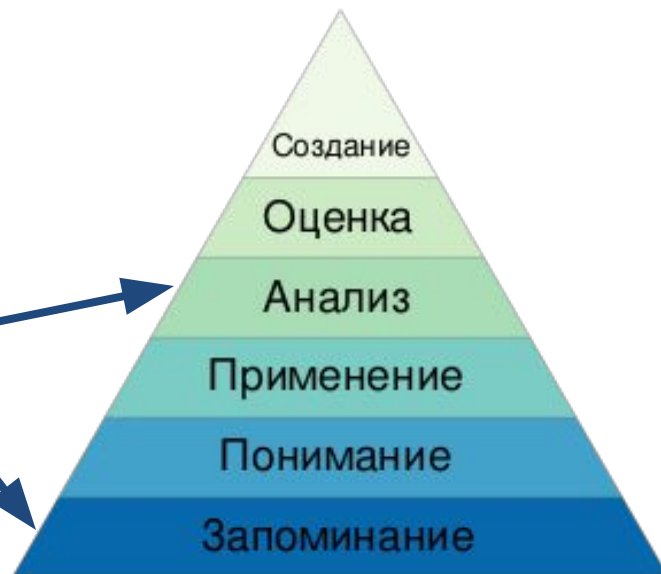 Создание
Оценка
Анализ
Применение
Понимание
Запоминание